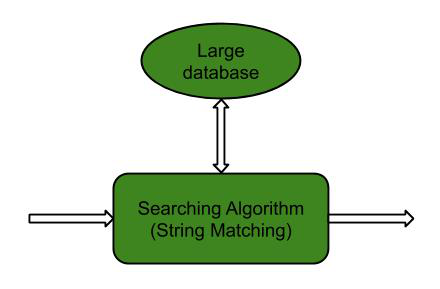 Large
database
Searching Algorithm
(String Matching)